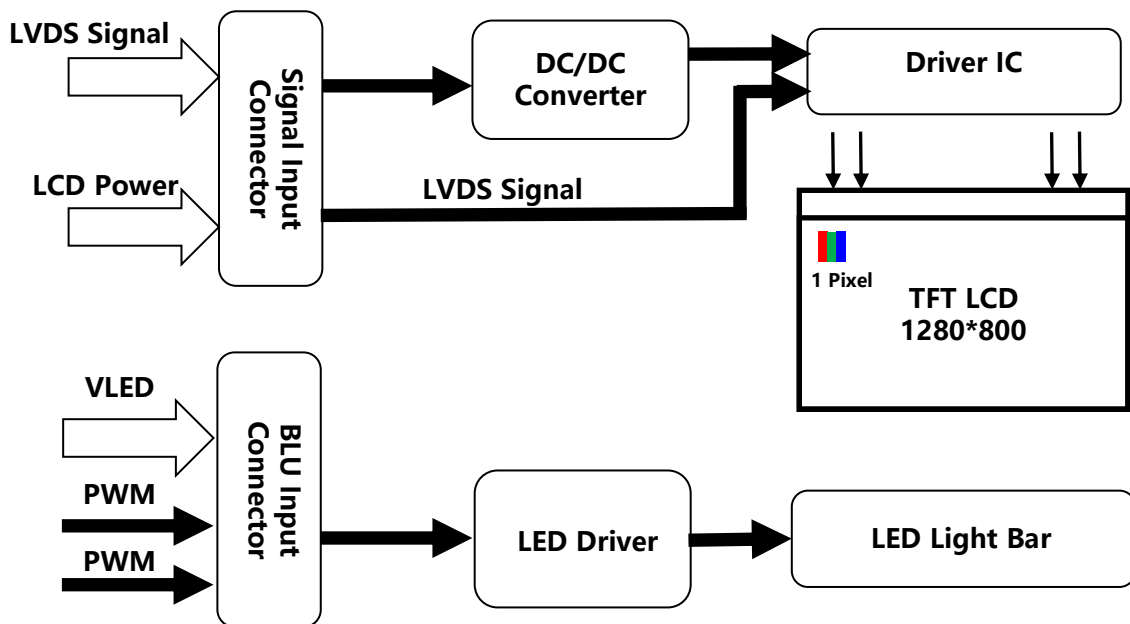 LVDS Signal
LCD Power
Signal Input
Connector
DC/DC
Converter
LVDS Signal
Driver IC
1 Pixel
TFT LCD
1280*800
VLED
PWM
PWM
BLU Input
Connector
LED Driver
LED Light Bar